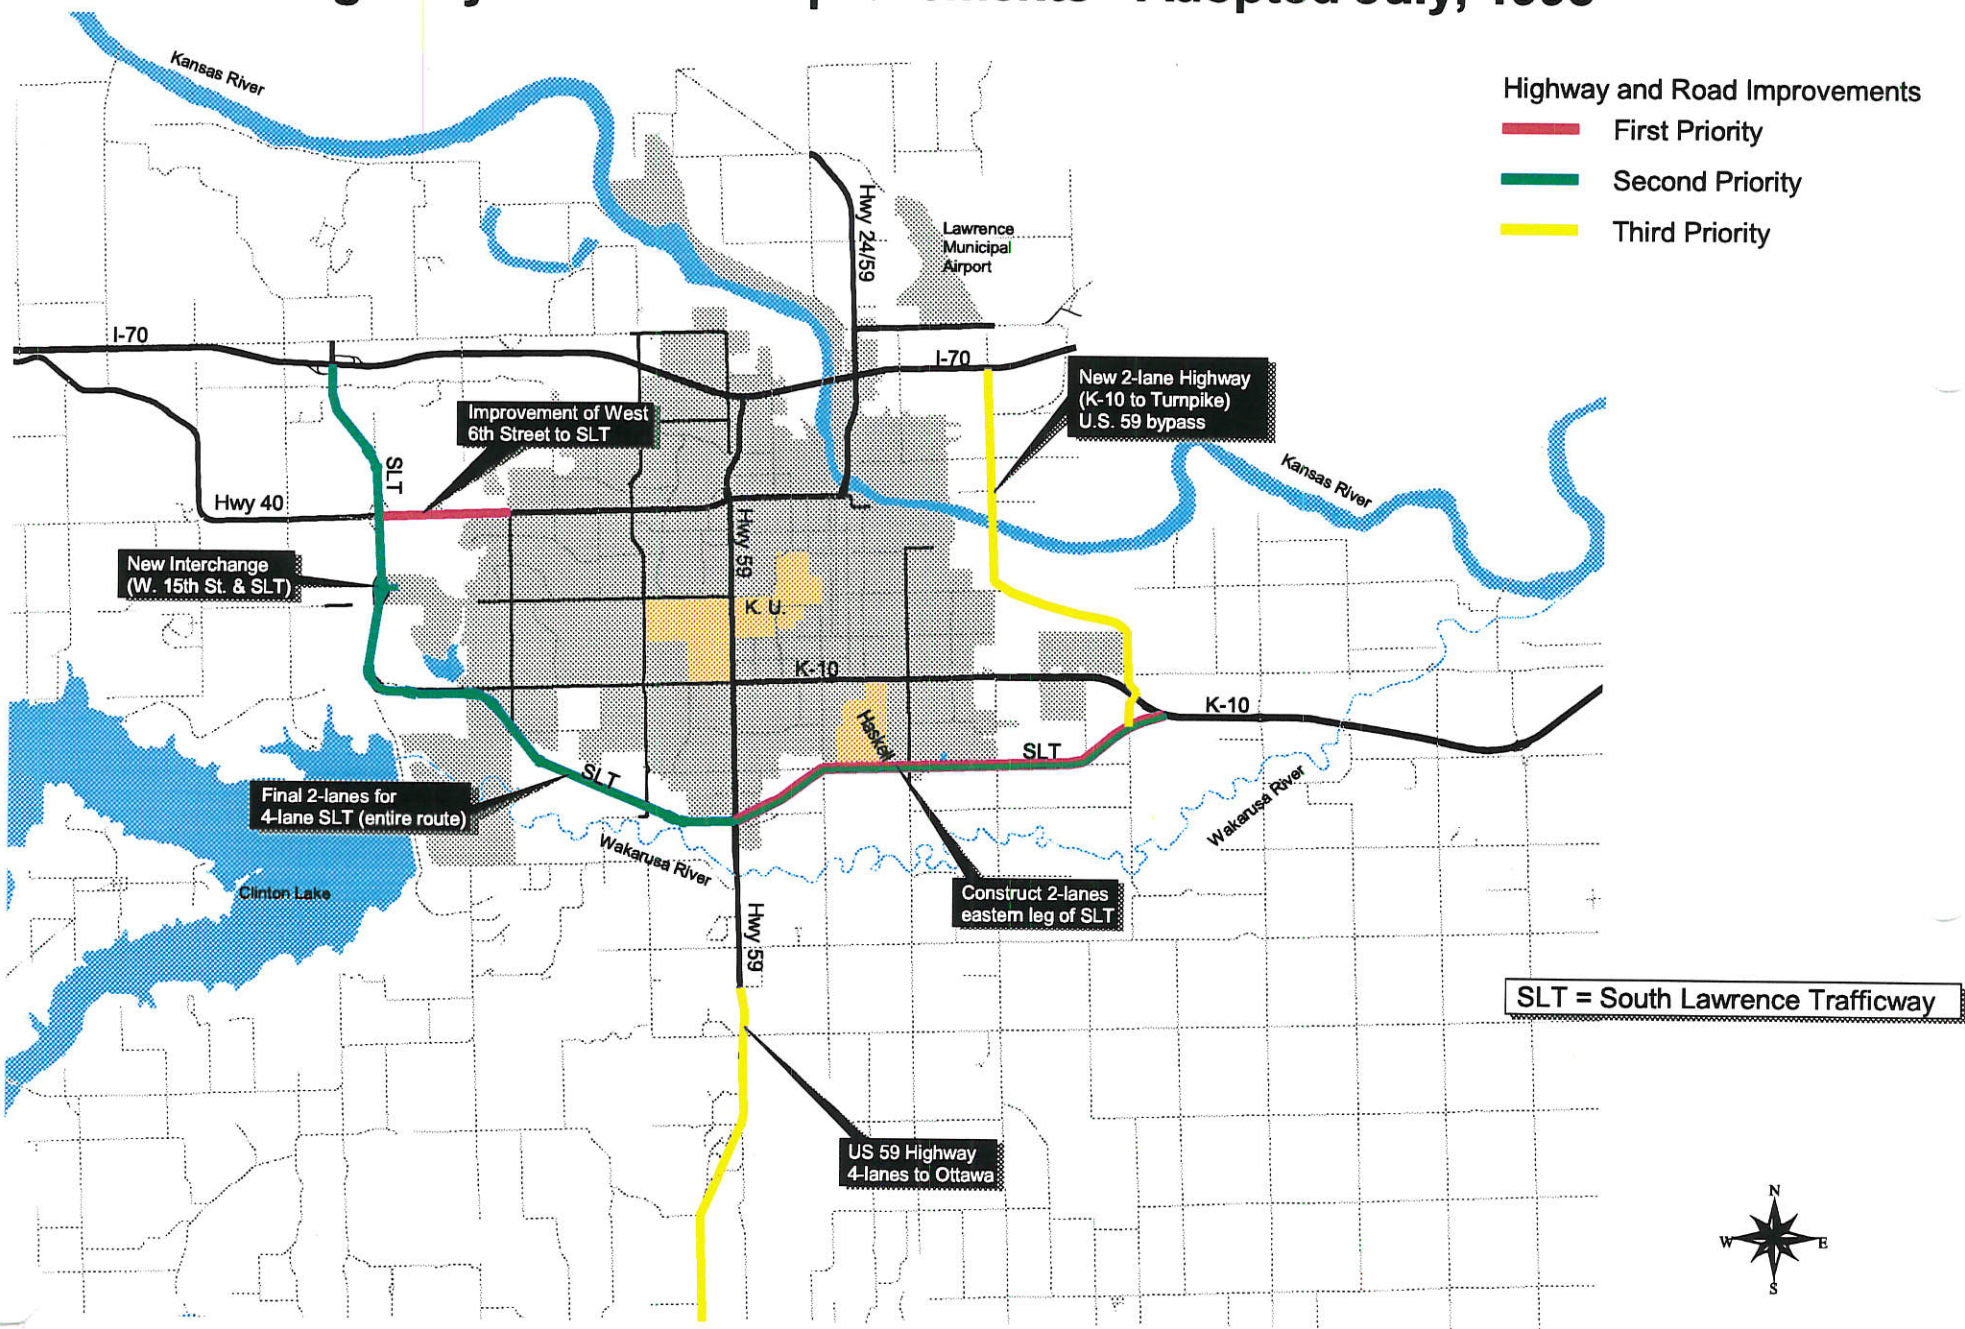 Adopted July,
Kansas River
Highway and Road Improvements
First Priority
Second Priority
Third Priority
Hwy 24/59
Lawrence
Municipal
Airport
I-70
I-70
New 2-lane Highway
(K-10 to Turnpike)
U.S. 59 bypass
Improvement of West
6th Street to SLT
SLT
Kansas River
Hwy 40
Hwy 59
New Interchange
(W. 15th St. & SLT)
K. U.
K-10
K-10
Haskell
SLT
SLT
Final 2-lanes for
4-lane SLT (entire route)
Wakarusa River
Wakarusa River
Clinton Lake
Construct 2-lanes
eastern leg of SLT
Hwy 59
SLT = South Lawrence Trafficway
US 59 Highway
4-lanes to Ottawa
N
W
E
S